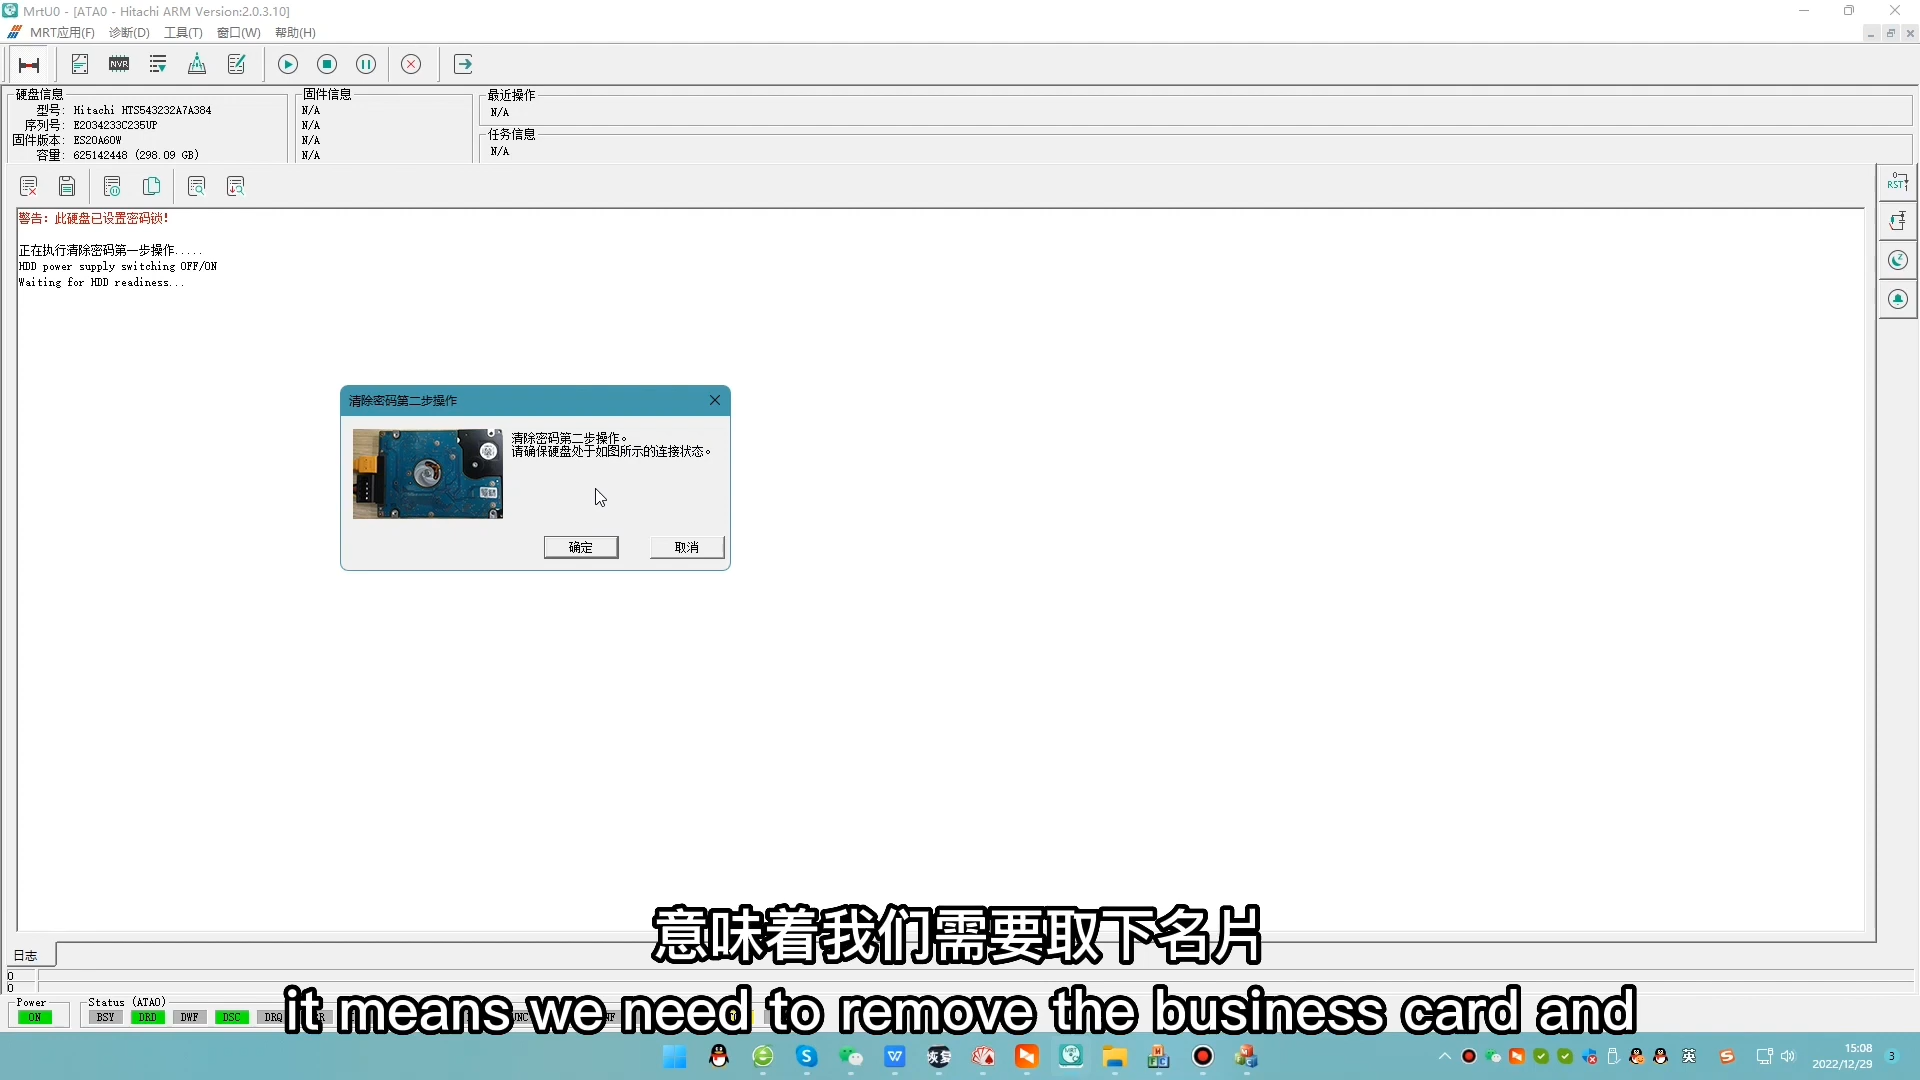 MrtU0 - [ATA0 - Hitachi ARM Version:2.0.3.10]
MRT应用(F) 诊断(D) 工具(T) 窗口(W) 帮助(H)
NVR
硬盘信息
型号: Hitachi HTS543232A7A384
序列号: E2034233C235UP
固件版本: ES2OA60W
容量: 625142448 (298.09 GB)
固件信息
N/A
N/A
N/A
N/A
最近操作
N/A
任务信息
N/A
RST
警告: 此硬盘已设置密码锁!
正在执行清除密码第一步操作.....
HDD power supply switching OFF/ON
Waiting for HDD readiness...
清除密码第二步操作
清除密码第二步操作。
请确保硬盘处于如图所示的连接状态。
确定 取消
意味着我们需要取下名片
日志
0
0
it means we need to remove the business card and
Power
ON
Status (ATA0)
BSY DRD DWF DSC DRQ
恢复
英
15:08
2022/12/29
3